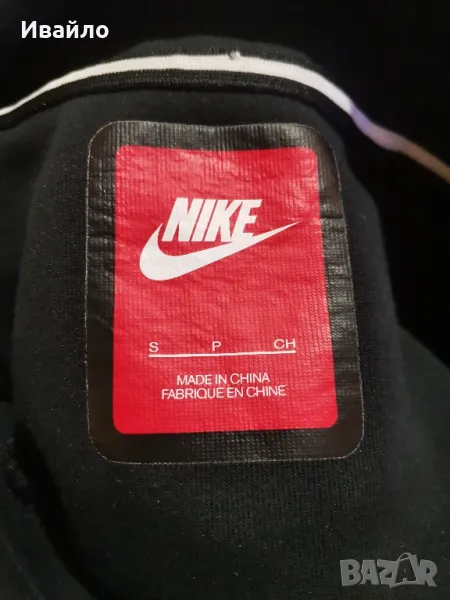 Ивайло
NIKE
S P CH
MADE IN CHINA
FABRIQUE EN CHINE
BAZAR